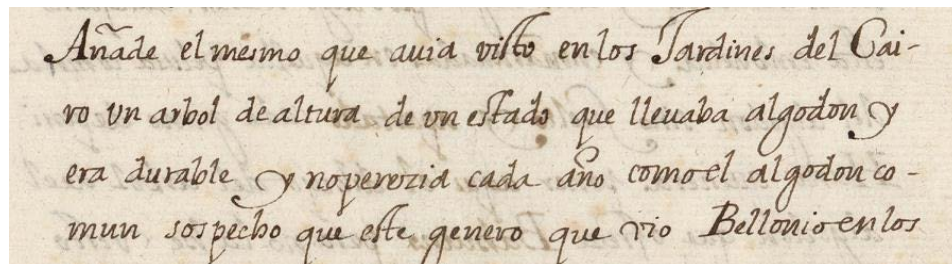 Añade el mesmo que auia visto en los Jardines del Cai-
ro vn arbol de altura de vn estado que lleuaba algodon y
era durable y no perezia cada año como el algodon co-
mun sospecho que este genero que vio Bellonio en los